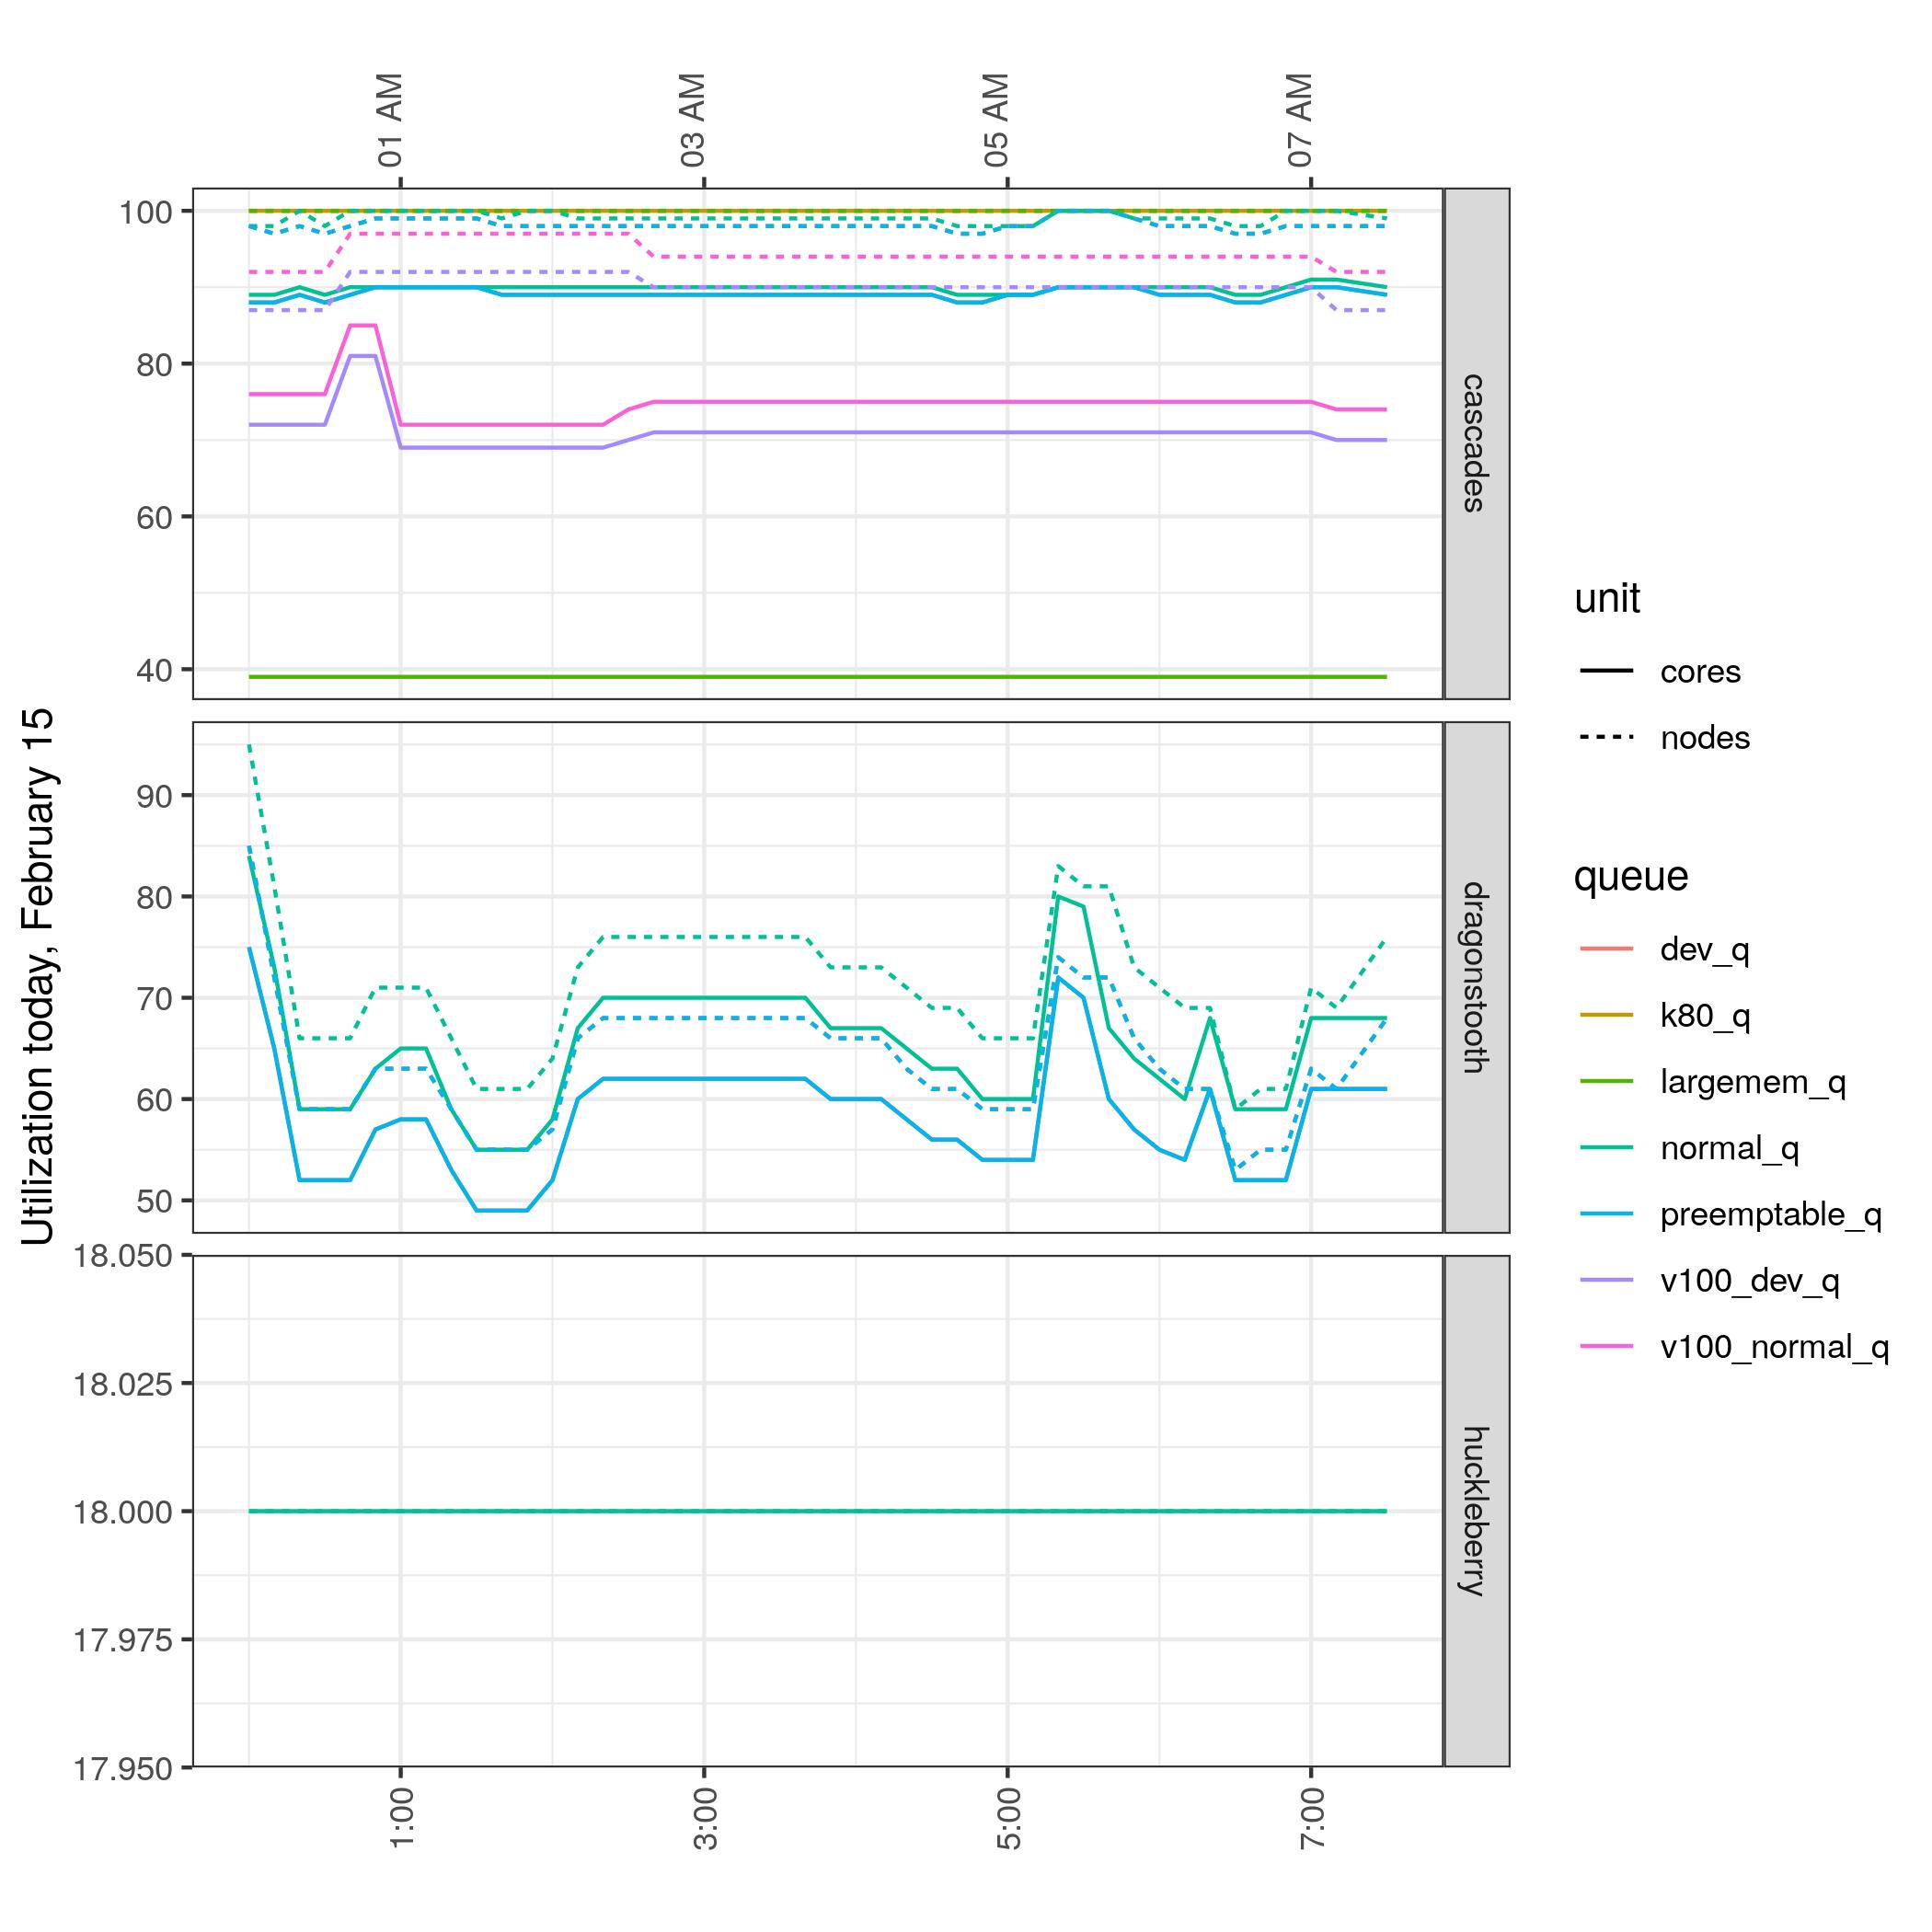 01 AM
03 AM
05 AM
07 AM
100
80
60
40
cascades
90
80
70
60
50
dragonstooth
18.050
18.025
18.000
17.975
17.950
huckleberry
1:00
3:00
5:00
7:00
Utilization today, February 15
unit
cores
nodes
queue
dev_q
k80_q
largemem_q
normal_q
preemptable_q
v100_dev_q
v100_normal_q